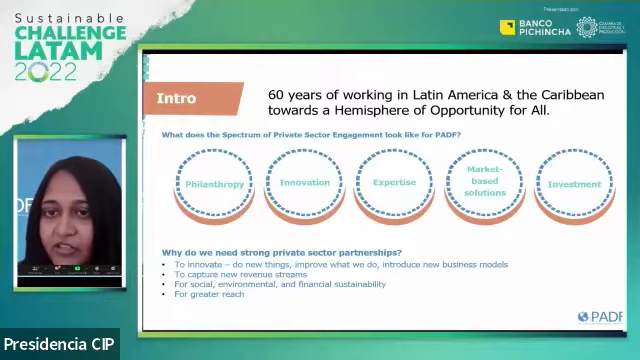 Sustainable
CHALLENGE
LATAM
2022
Presentado por:
BANCO
PICHINCHA
CÁMARA DE
INDUSTRIAS Y
PRODUCCIÓN
Intro
60 years of working in Latin America & the Caribbean
towards a Hemisphere of Opportunity for All.
What does the Spectrum of Private Sector Engagement look like for PADF?
Philanthropy
Innovation
Expertise
Market-
based
solutions
Investment
Why do we need strong private sector partnerships?
• To innovate – do new things, improve what we do, introduce new business models
• To capture new revenue streams
• For social, environmental, and financial sustainability
• For greater reach
PADF
Presidencia CIP